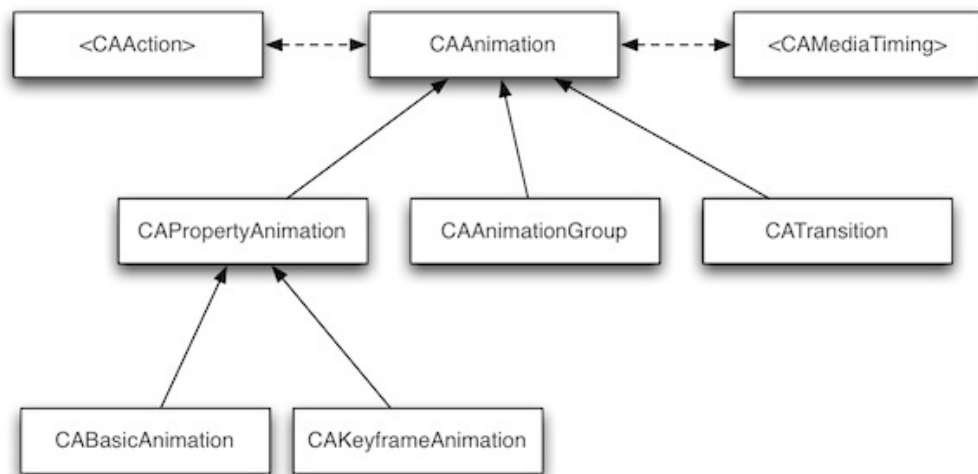 <CAAction>
CAAnimation
<CAMediaTiming>
CAPropertyAnimation
CAAnimationGroup
CATransition
CABasicAnimation
CAKeyframeAnimation